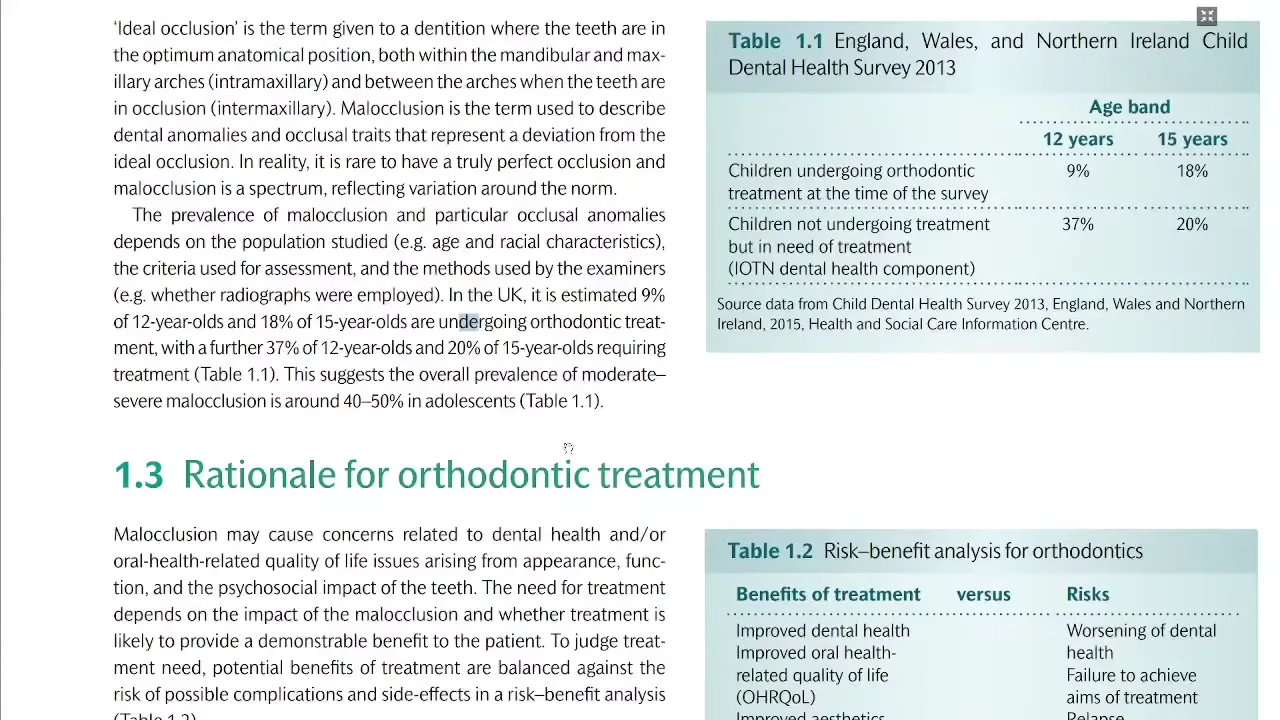 ‘Ideal occlusion’ is the term given to a dentition where the teeth are in
the optimum anatomical position, both within the mandibular and max-
illary arches (intramaxillary) and between the arches when the teeth are
in occlusion (intermaxillary). Malocclusion is the term used to describe
dental anomalies and occlusal traits that represent a deviation from the
ideal occlusion. In reality, it is rare to have a truly perfect occlusion and
malocclusion is a spectrum, reflecting variation around the norm.
The prevalence of malocclusion and particular occlusal anomalies
depends on the population studied (e.g. age and racial characteristics),
the criteria used for assessment, and the methods used by the examiners
(e.g. whether radiographs were employed). In the UK, it is estimated 9%
of 12-year-olds and 18% of 15-year-olds are undergoing orthodontic treat-
ment, with a further 37% of 12-year-olds and 20% of 15-year-olds requiring
treatment (Table 1.1). This suggests the overall prevalence of moderate–
severe malocclusion is around 40–50% in adolescents (Table 1.1).
Table 1.1 England, Wales, and Northern Ireland Child
Dental Health Survey 2013
Age band
12 years 15 years
Children undergoing orthodontic 9% 18%
treatment at the time of the survey
Children not undergoing treatment 37% 20%
but in need of treatment
(IOTN dental health component)
Source data from Child Dental Health Survey 2013, England, Wales and Northern
Ireland, 2015, Health and Social Care Information Centre.
1.3 Rationale for orthodontic treatment
Malocclusion may cause concerns related to dental health and/or
oral-health-related quality of life issues arising from appearance, func-
tion, and the psychosocial impact of the teeth. The need for treatment
depends on the impact of the malocclusion and whether treatment is
likely to provide a demonstrable benefit to the patient. To judge treat-
ment need, potential benefits of treatment are balanced against the
risk of possible complications and side-effects in a risk–benefit analysis
(Table 1.2)
Table 1.2 Risk–benefit analysis for orthodontics
Benefits of treatment versus Risks
Improved dental health Worsening of dental
Improved oral health- health
related quality of life Failure to achieve
(OHRQoL) aims of treatment
Improved aesthetics Relapse